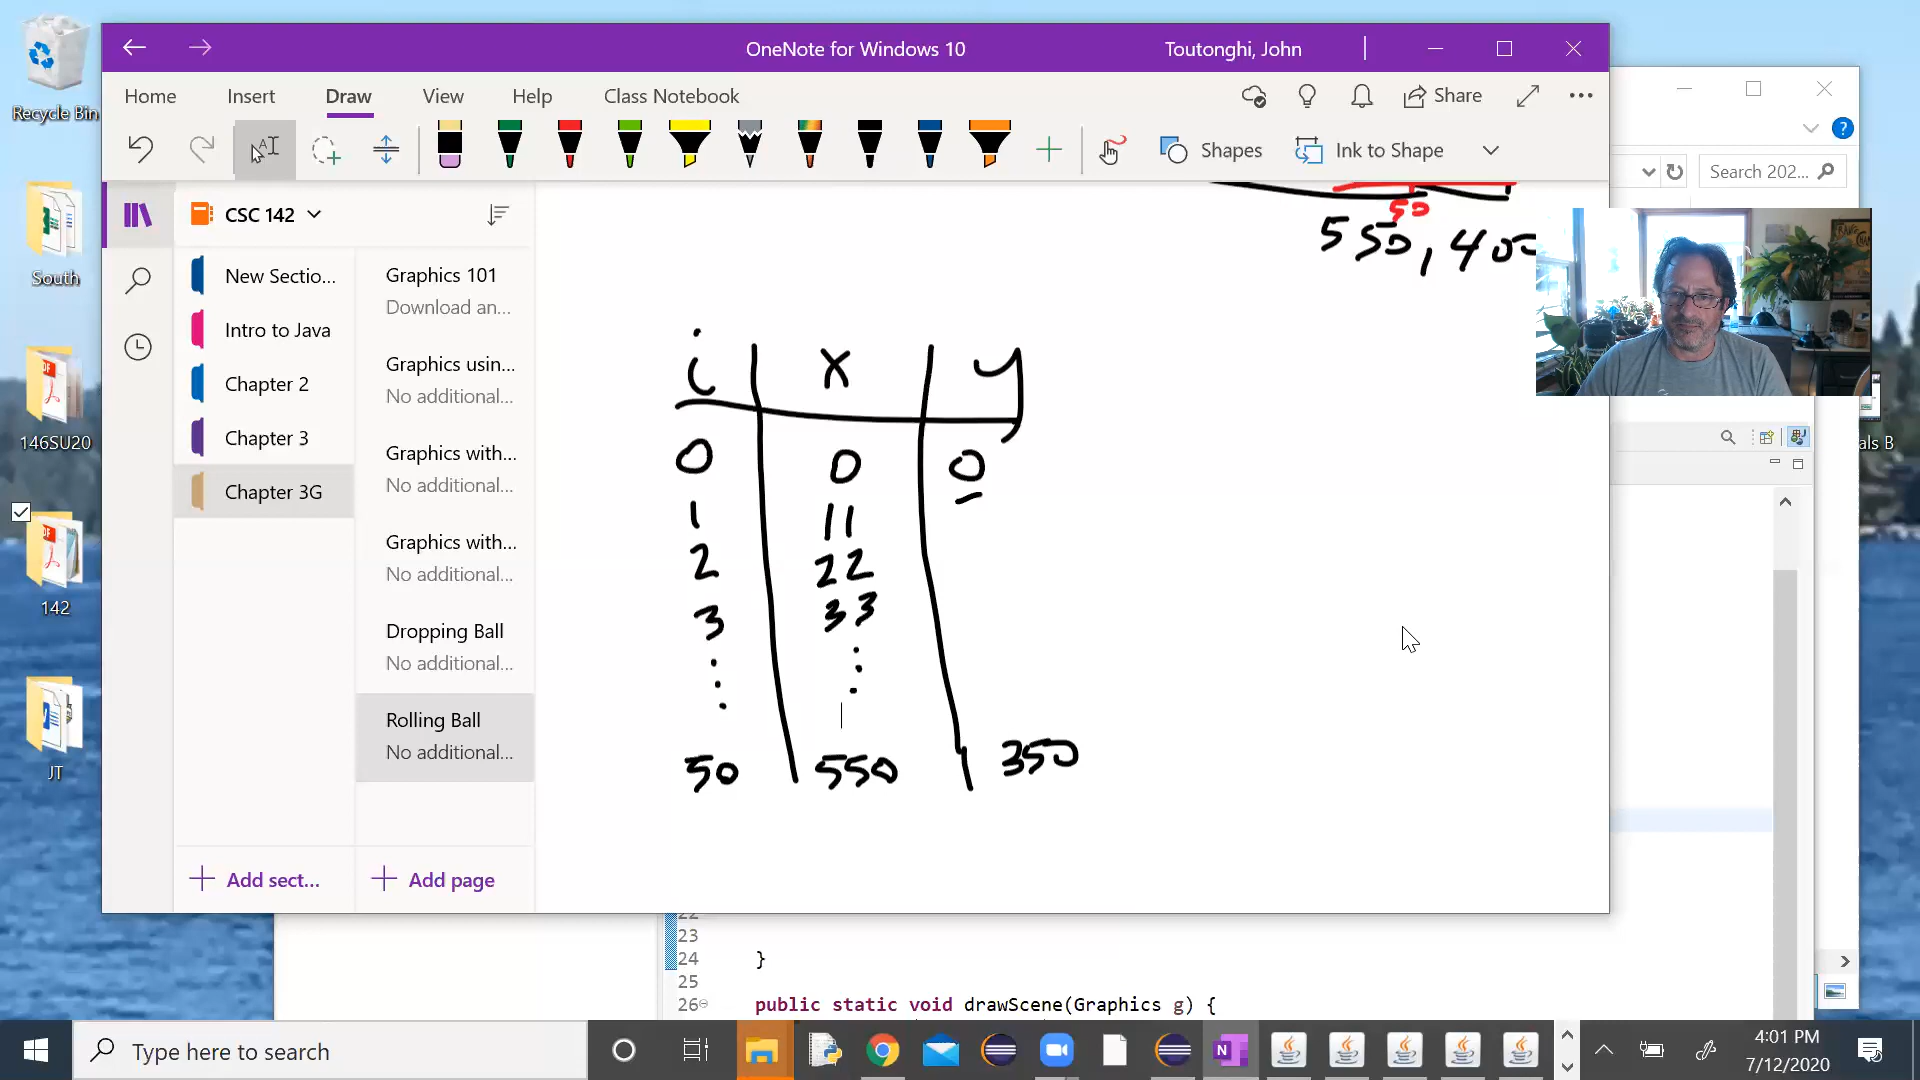 OneNote for Windows 10
Toutonghi, John
Home Insert Draw View Help Class Notebook Share
Shapes Ink to Shape
Search 202...
Recycle Bin
South
146SU20
142
JT
CSC 142
New Sectio...
Intro to Java
Chapter 2
Chapter 3
Chapter 3G
Graphics 101
Download an...
Graphics usin...
No additional...
Graphics with...
No additional...
Graphics with...
No additional...
Dropping Ball
No additional...
Rolling Ball
No additional...
+ Add sect...
+ Add page
50
550, 400
i x y
0 0 0
1 11
2 22
3 33
⋮ ⋮
50 550 350
als B
22
23
24 }
25
26 public static void drawScene(Graphics g) {
Type here to search
4:01 PM
7/12/2020